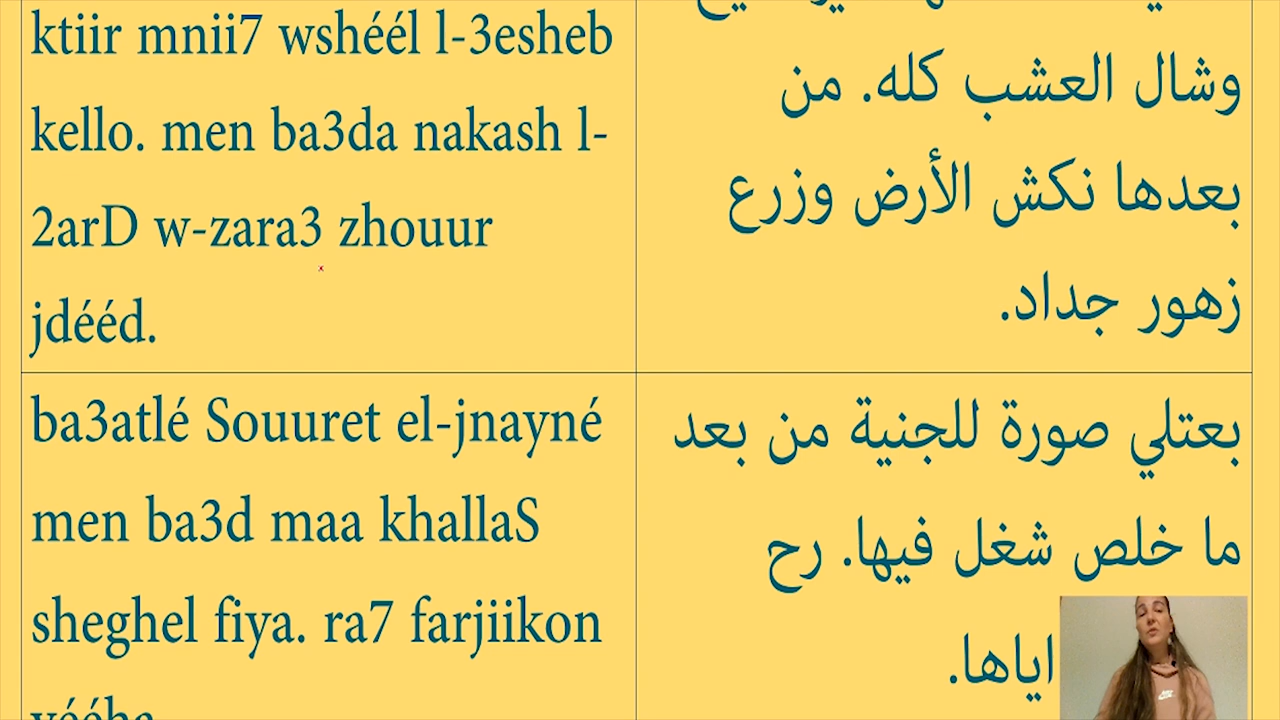 ktiir mnii7 wshéél l-3esheb
kello. men ba3da nakash l-
2arD w-zara3 zhouur
jdééd.
وشال العشب كله. من
بعدها نكش الأرض وزرع
زهور جداد.
ba3atlé Souuret el-jnayné
men ba3d maa khallaS
sheghel fiya. ra7 farjiikon
yééha
بعتلي صورة للجنية من بعد
ما خلص شغل فيها. رح
اياها.